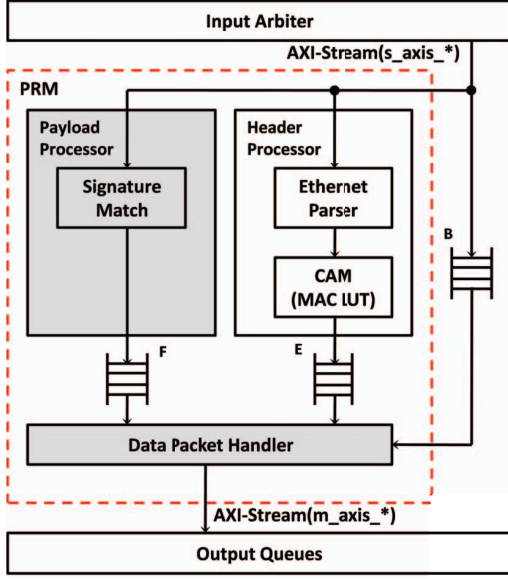 Input Arbiter
AXI-Stream(s_axis_*)
PRM
Payload
Processor
Header
Processor
Signature
Match
Ethernet
Parser
B
CAM
(MAC LUT)
F
E
Data Packet Handler
AXI-Stream(m_axis_*)
Output Queues